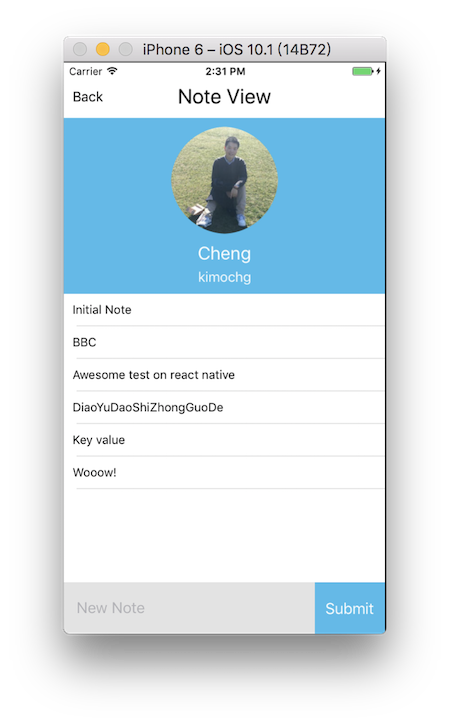 iPhone 6 – iOS 10.1 (14B72)
Carrier 2:31 PM
Back Note View
Cheng
kimochg
Initial Note
BBC
Awesome test on react native
DiaoYuDaoShiZhongGuoDe
Key value
Wooow!
New Note Submit